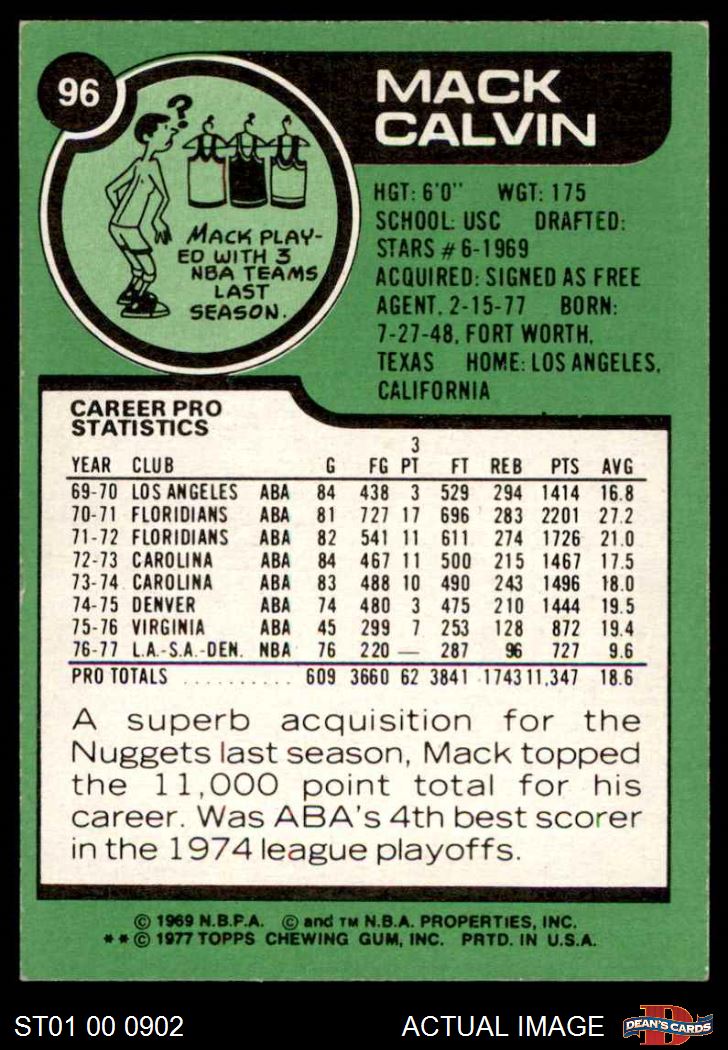 96
MACK
CALVIN
?
MACK PLAY-
ED WITH 3
NBA TEAMS
LAST
SEASON.
HGT: 6'0" WGT: 175
SCHOOL: USC DRAFTED:
STARS #6-1969
ACQUIRED: SIGNED AS FREE
AGENT, 2-15-77 BORN:
7-27-48, FORT WORTH,
TEXAS HOME: LOS ANGELES,
CALIFORNIA
CAREER PRO
STATISTICS
YEAR CLUB G FG 3 PT FT REB PTS AVG
69-70 LOS ANGELES ABA 84 438 3 529 294 1414 16.8
70-71 FLORIDIANS ABA 81 727 17 696 283 2201 27.2
71-72 FLORIDIANS ABA 82 541 11 611 274 1726 21.0
72-73 CAROLINA ABA 84 467 11 500 215 1467 17.5
73-74 CAROLINA ABA 83 488 10 490 243 1496 18.0
74-75 DENVER ABA 74 480 3 475 210 1444 19.5
75-76 VIRGINIA ABA 45 299 7 253 128 872 19.4
76-77 L.A.-S.A.-DEN. NBA 76 220 — 287 96 727 9.6
PRO TOTALS .......... 609 3660 62 3841 1743 11,347 18.6
A superb acquisition for the
Nuggets last season, Mack topped
the 11,000 point total for his
career. Was ABA's 4th best scorer
in the 1974 league playoffs.
© 1969 N.B.P.A. © and TM N.B.A. PROPERTIES, INC.
**© 1977 TOPPS CHEWING GUM, INC. PRTD. IN U.S.A.
ST01 00 0902 ACTUAL IMAGE D DEAN'S CARDS